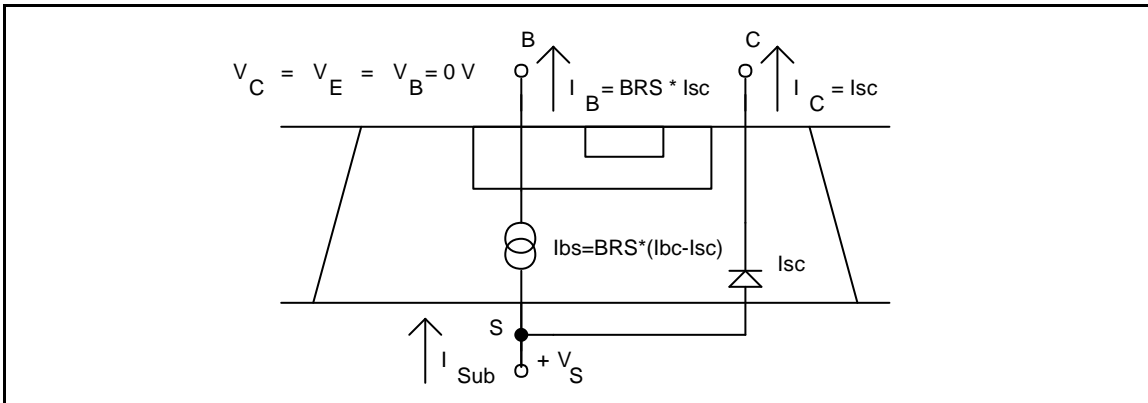 B
C
V_C = V_E = V_B = 0 V
I_B = BRS * Isc
I_C = Isc
Ibs=BRS*(Ibc-Isc)
Isc
S
+ V_S
I_Sub